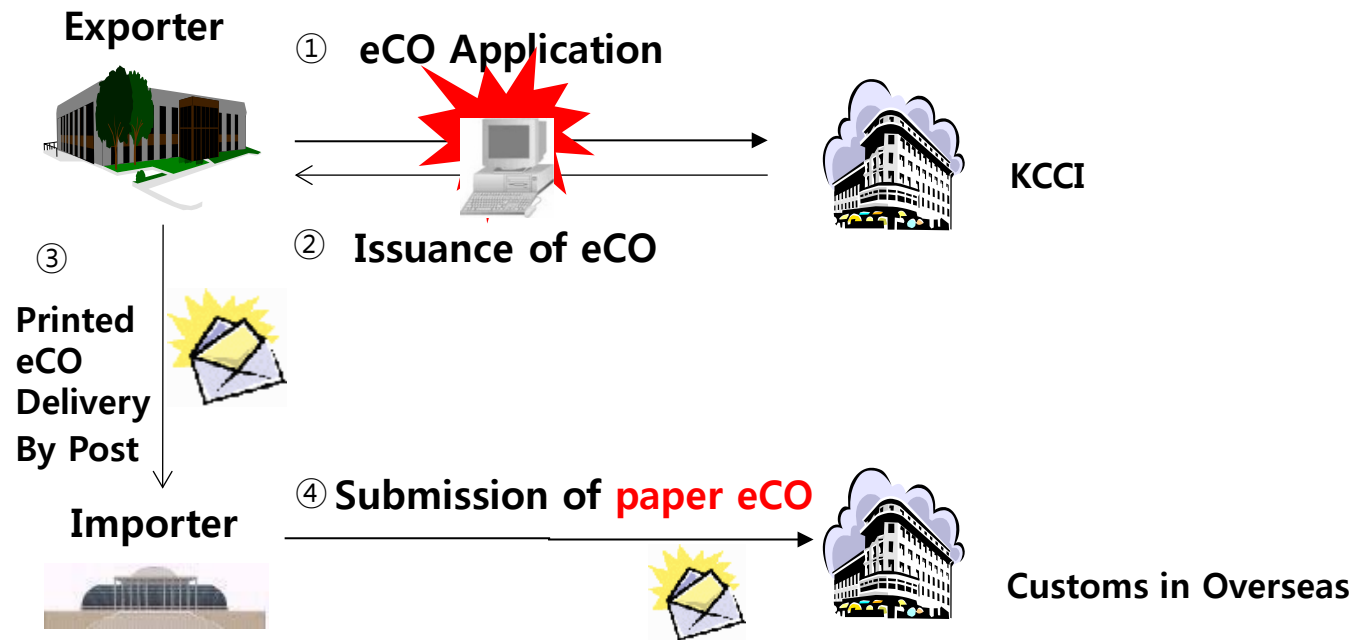 Exporter
① eCO Application
KCCI
② Issuance of eCO
③
Printed
eCO
Delivery
By Post
④ Submission of paper eCO
Importer
Customs in Overseas